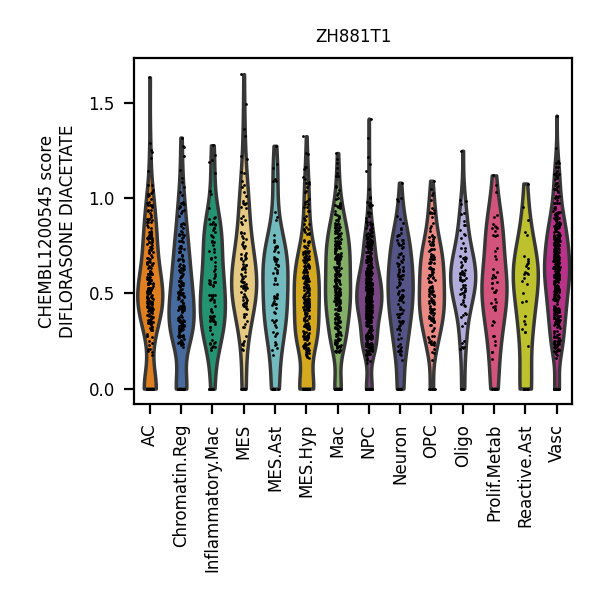 ZH881T1
CHEMBL1200545 score
DIFLORASONE DIACETATE
1.5
1.0
0.5
0.0
AC
Chromatin.Reg
Inflammatory.Mac
MES
MES.Ast
MES.Hyp
Mac
NPC
Neuron
OPC
Oligo
Prolif.Metab
Reactive.Ast
Vasc